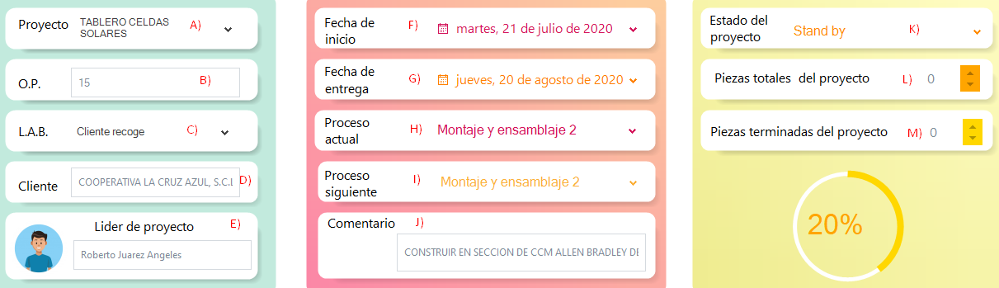 Proyecto
TABLERO CELDAS
SOLARES
A)
O.P.
15
B)
L.A.B.
Cliente recoge
C)
Cliente
COOPERATIVA LA CRUZ AZUL, S.C.L
D)
Lider de proyecto
E)
Roberto Juarez Angeles
Fecha de
inicio
F)
martes, 21 de julio de 2020
Fecha de
entrega
G)
jueves, 20 de agosto de 2020
Proceso
actual
H)
Montaje y ensamblaje 2
Proceso
siguiente
I)
Montaje y ensamblaje 2
Comentario
J)
CONSTRUIR EN SECCION DE CCM ALLEN BRADLEY DE
Estado del
proyecto
Stand by
K)
Piezas totales del proyecto
L)
0
Piezas terminadas del proyecto
M)
0
20%